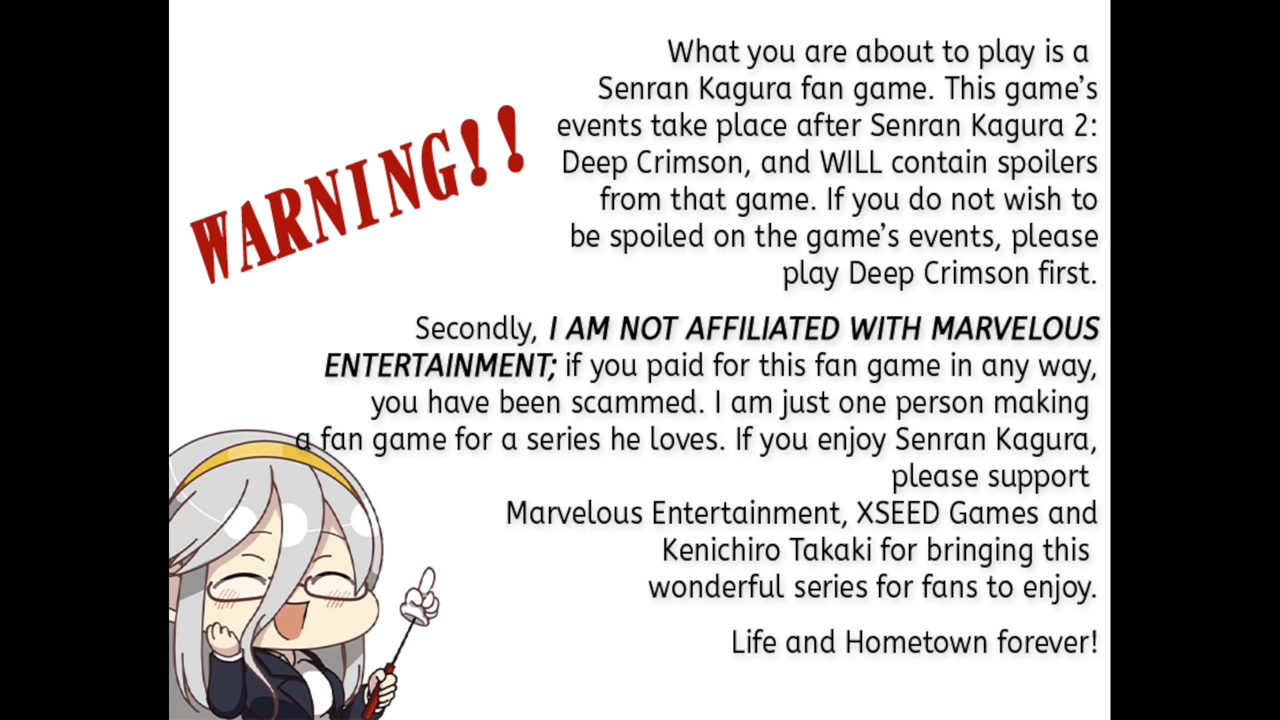 WARNING!!
What you are about to play is a
Senran Kagura fan game. This game’s
events take place after Senran Kagura 2:
Deep Crimson, and WILL contain spoilers
from that game. If you do not wish to
be spoiled on the game’s events, please
play Deep Crimson first.
Secondly, I AM NOT AFFILIATED WITH MARVELOUS
ENTERTAINMENT; if you paid for this fan game in any way,
you have been scammed. I am just one person making
a fan game for a series he loves. If you enjoy Senran Kagura,
please support
Marvelous Entertainment, XSEED Games and
Kenichiro Takaki for bringing this
wonderful series for fans to enjoy.
Life and Hometown forever!